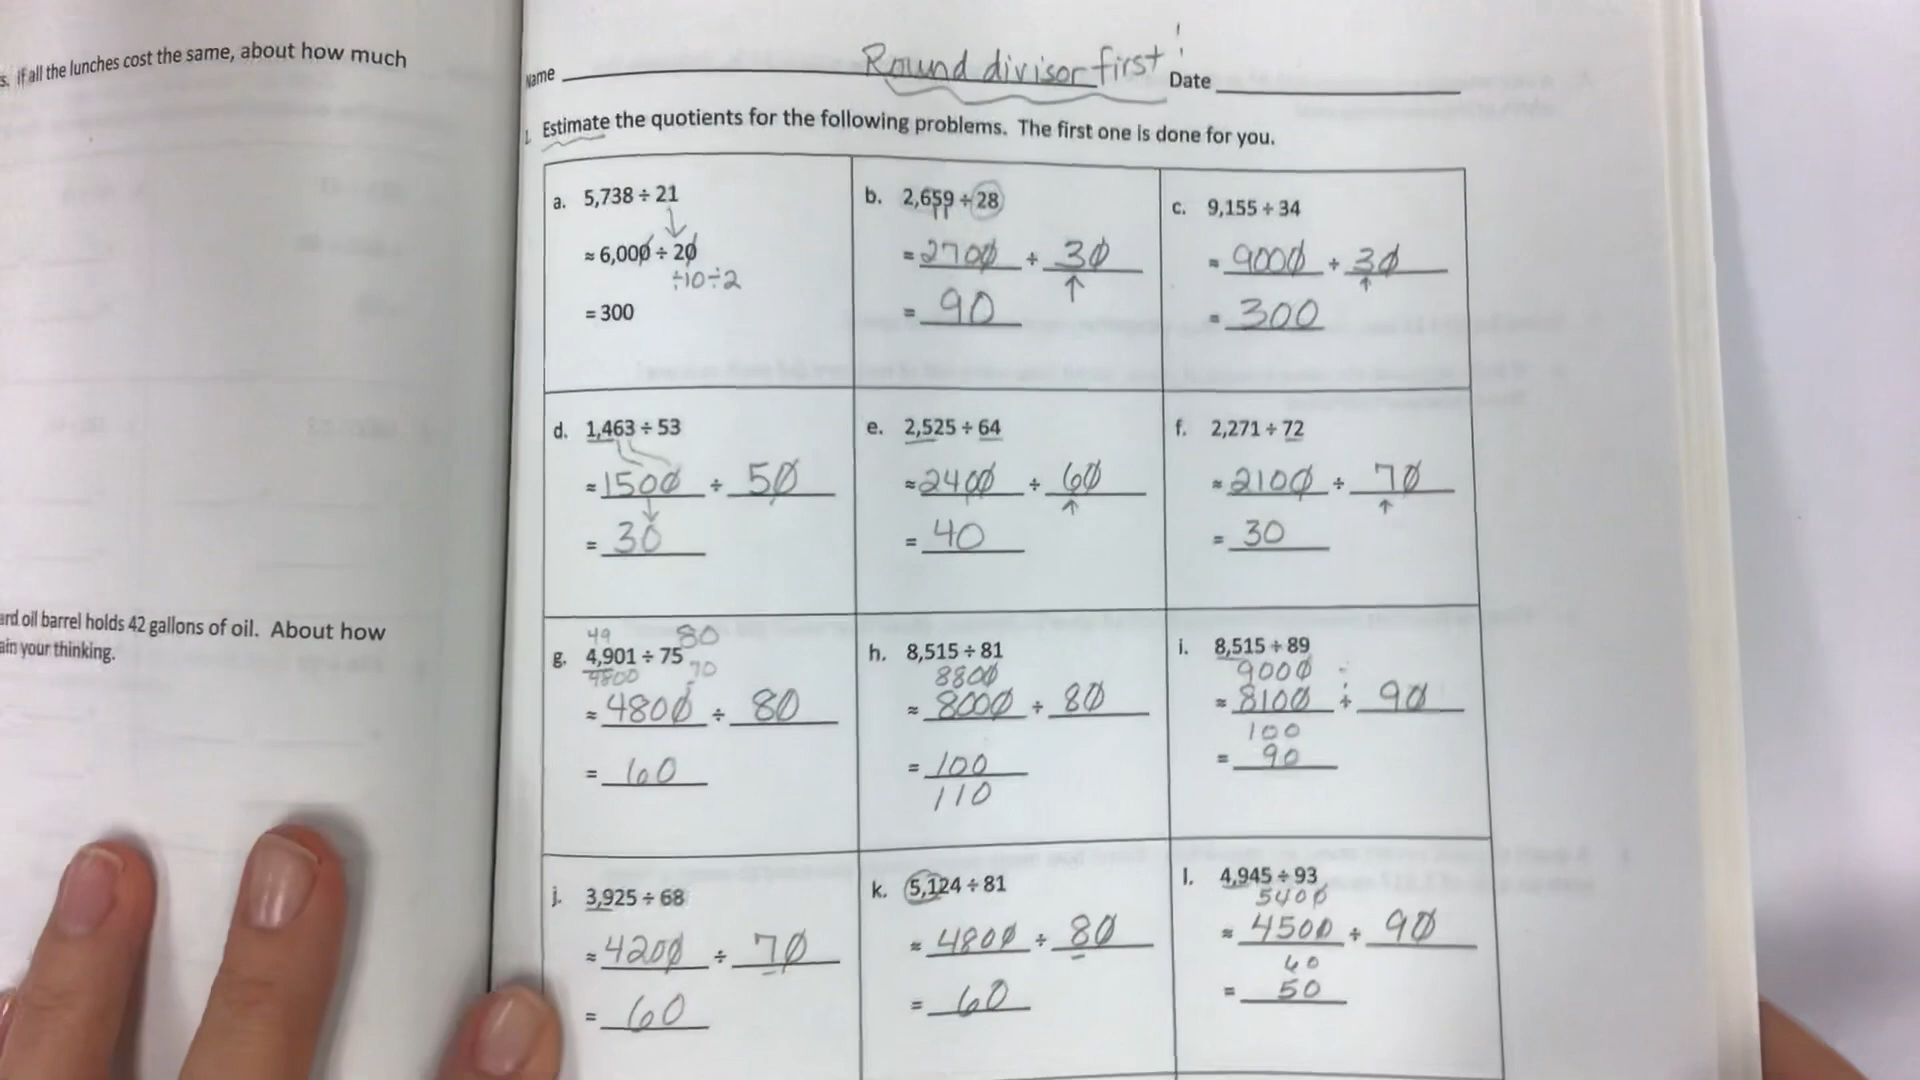 s. If all the lunches cost the same, about how much
ard oil barrel holds 42 gallons of oil. About how
ain your thinking.
Round divisor first!
Name Date
1. Estimate the quotients for the following problems. The first one is done for you.
a. 5,738 ÷ 21
≈ 6,000 ÷ 20
÷10÷2
= 300
b. 2,659 ÷ 28
≈ 2700 ÷ 30
= 90
c. 9,155 ÷ 34
≈ 9000 ÷ 30
= 300
d. 1,463 ÷ 53
≈ 1500 ÷ 50
= 30
e. 2,525 ÷ 64
≈ 2400 ÷ 60
= 40
f. 2,271 ÷ 72
≈ 2100 ÷ 70
= 30
49 80
g. 4,901 ÷ 75
4800 70
≈ 4800 ÷ 80
= 60
h. 8,515 ÷ 81
8800
≈ 8000 ÷ 80
= 100
110
i. 8,515 ÷ 89
9000
≈ 8100 ÷ 90
100
= 90
j. 3,925 ÷ 68
≈ 4200 ÷ 70
= 60
k. 5,124 ÷ 81
≈ 4800 ÷ 80
= 60
l. 4,945 ÷ 93
5400
≈ 4500 ÷ 90
60
= 50